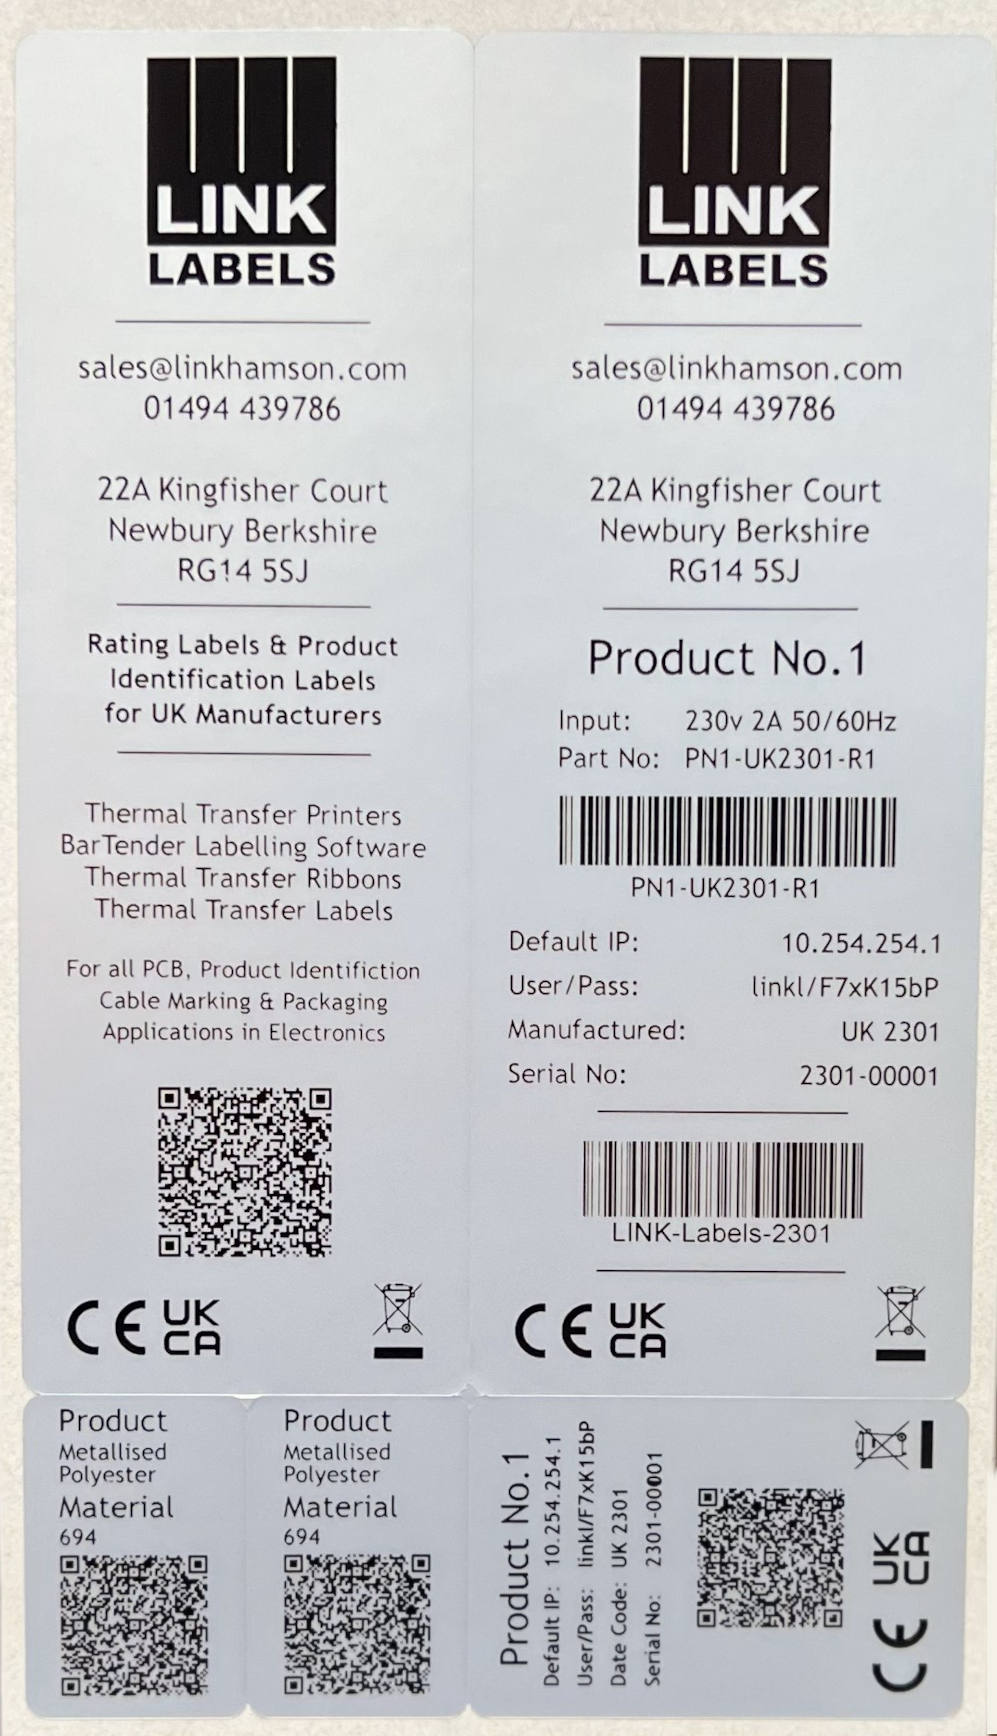 LINK
LABELS
sales@linkhamson.com
01494 439786
22A Kingfisher Court
Newbury Berkshire
RG14 5SJ
Rating Labels & Product
Identification Labels
for UK Manufacturers
Thermal Transfer Printers
BarTender Labelling Software
Thermal Transfer Ribbons
Thermal Transfer Labels
For all PCB, Product Identifiction
Cable Marking & Packaging
Applications in Electronics
CE UK
CA
LINK
LABELS
sales@linkhamson.com
01494 439786
22A Kingfisher Court
Newbury Berkshire
RG14 5SJ
Product No.1
Input: 230v 2A 50/60Hz
Part No: PN1-UK2301-R1
PN1-UK2301-R1
Default IP: 10.254.254.1
User/Pass: linkl/F7xK15bP
Manufactured: UK 2301
Serial No: 2301-00001
LINK-Labels-2301
CE UK
CA
Product
Metallised
Polyester
Material
694
Product
Metallised
Polyester
Material
694
Product No.1
Default IP: 10.254.254.1
User/Pass: linkl/F7xK15bP
Date Code: UK 2301
Serial No: 2301-00001
CE UK
CA